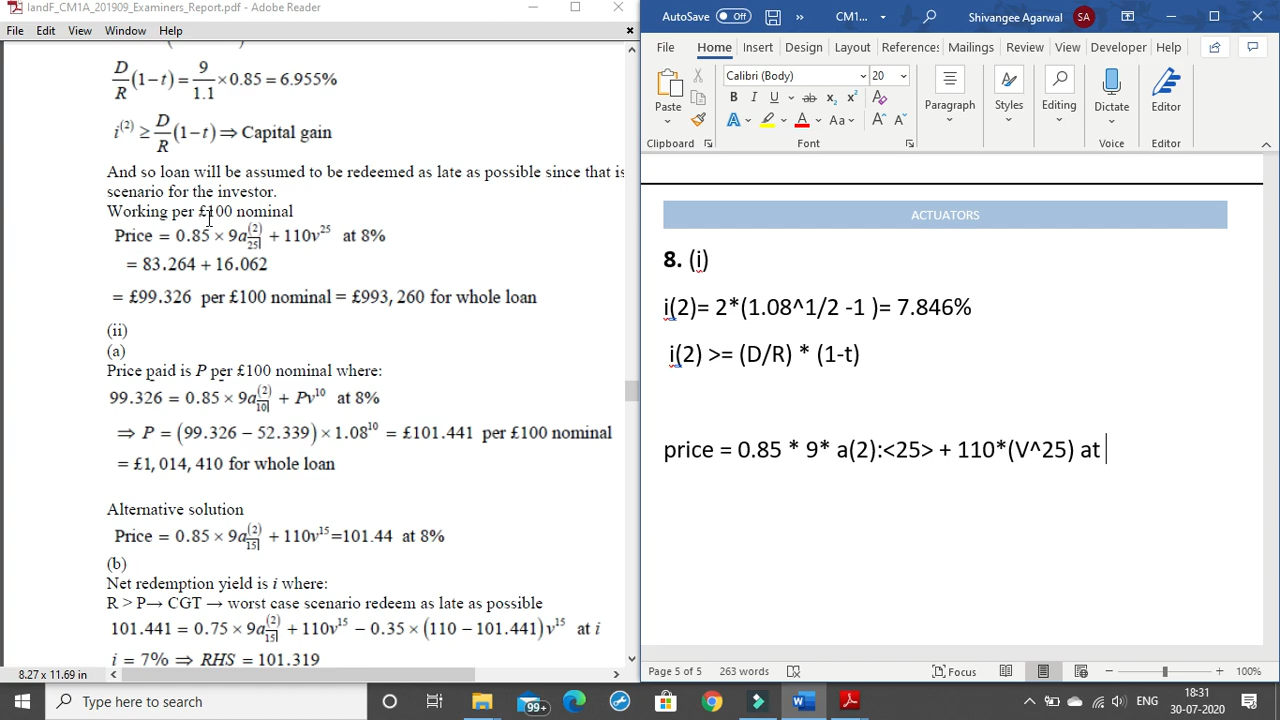 IandF_CM1A_201909_Examiners_Report.pdf - Adobe Reader
File Edit View Window Help
D/R (1−t) = 9/1.1 × 0.85 = 6.955%
i^(2) ≥ D/R (1−t) ⇒ Capital gain
And so loan will be assumed to be redeemed as late as possible since that is
scenario for the investor.
Working per £100 nominal
Price = 0.85 × 9a^(2)_25| + 110v^25 at 8%
= 83.264 + 16.062
= £99.326 per £100 nominal = £993,260 for whole loan
(ii)
(a)
Price paid is P per £100 nominal where:
99.326 = 0.85 × 9a^(2)_10| + Pv^10 at 8%
⇒ P = (99.326 − 52.339) × 1.08^10 = £101.441 per £100 nominal
= £1,014,410 for whole loan
Alternative solution
Price = 0.85 × 9a^(2)_15| + 110v^15=101.44 at 8%
(b)
Net redemption yield is i where:
R > P→ CGT → worst case scenario redeem as late as possible
101.441 = 0.75 × 9a^(2)_15| + 110v^15 − 0.35 × (110 − 101.441) v^15 at i
i = 7% ⇒ RHS = 101.319
8.27 x 11.69 in
AutoSave Off CM1... Shivangee Agarwal SA
File Home Insert Design Layout References Mailings Review View Developer Help
Calibri (Body) 20
Paste B I U ab x₂ x² Paragraph Styles Editing Dictate Editor
A A A Aa A A
Clipboard Font Voice Editor
ACTUATORS
8. (i)
i(2)= 2*(1.08^1/2 -1 )= 7.846%
i(2) >= (D/R) * (1-t)
price = 0.85 * 9* a(2):<25> + 110*(V^25) at
Page 5 of 5 263 words Focus 100%
Type here to search 99+ ENG 18:31
30-07-2020